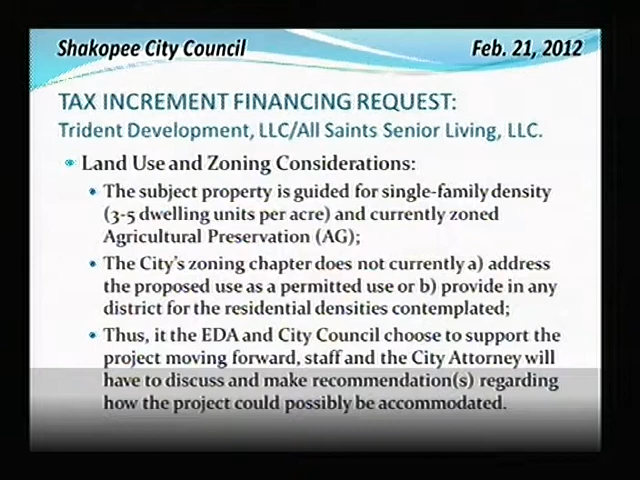 Shakopee City Council Feb. 21, 2012
TAX INCREMENT FINANCING REQUEST:
Trident Development, LLC/All Saints Senior Living, LLC.
Land Use and Zoning Considerations:
The subject property is guided for single-family density
(3-5 dwelling units per acre) and currently zoned
Agricultural Preservation (AG);
The City's zoning chapter does not currently a) address
the proposed use as a permitted use or b) provide in any
district for the residential densities contemplated;
Thus, it the EDA and City Council choose to support the
project moving forward, staff and the City Attorney will
have to discuss and make recommendation(s) regarding
how the project could possibly be accommodated.